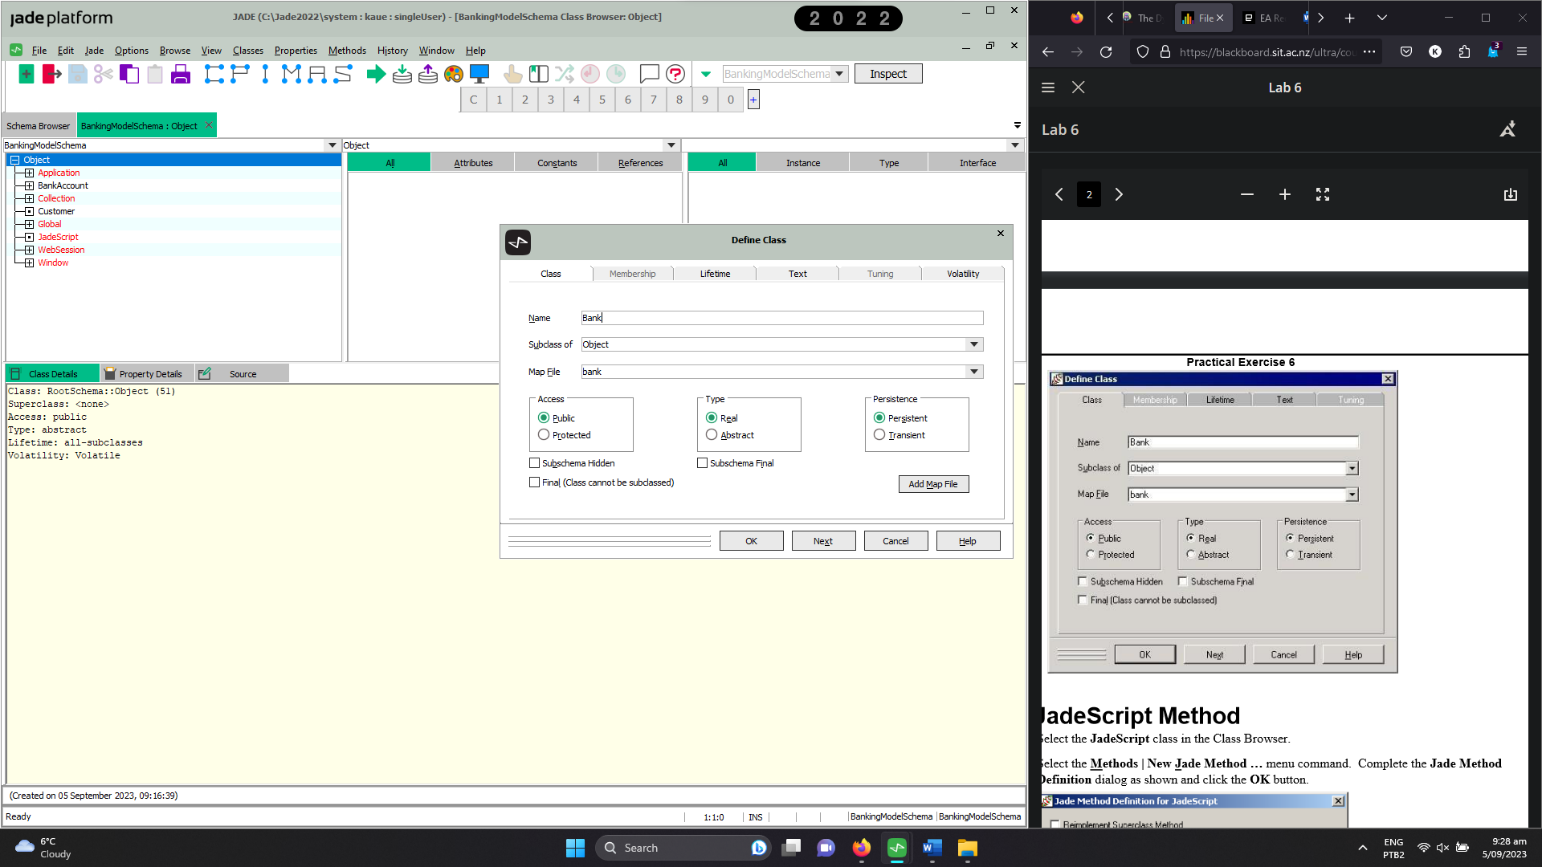 jade platform
JADE (C:\Jade2022\system : kaue : singleUser) - [BankingModelSchema Class Browser: Object]
2022
File Edit Jade Options Browse View Classes Properties Methods History Window Help
BankingModelSchema
Inspect
C 1 2 3 4 5 6 7 8 9 0 +
Schema Browser
BankingModelSchema : Object
BankingModelSchema
Object
Object
Application
BankAccount
Collection
Customer
Global
JadeScript
WebSession
Window
All Attributes Constants References
All Instance Type Interface
Define Class
Class Membership Lifetime Text Tuning Volatility
Name Bank
Subclass of Object
Map File bank
Access
Public
Protected
Type
Real
Abstract
Persistence
Persistent
Transient
Subschema Hidden
Subschema Final
Final (Class cannot be subclassed)
Add Map File
OK Next Cancel Help
Class Details Property Details Source
Class: RootSchema::Object (51)
Superclass: <none>
Access: public
Type: abstract
Lifetime: all-subclasses
Volatility: Volatile
(Created on 05 September 2023, 09:16:39)
Ready
1:1:0 INS BankingModelSchema BankingModelSchema
The D
File
EA Re
https://blackboard.sit.ac.nz/ultra/cou
K
3
Lab 6
Lab 6
2
Practical Exercise 6
Define Class
Class Membership Lifetime Text Tuning
Name Bank
Subclass of Object
Map File bank
Access
Public
Protected
Type
Real
Abstract
Persistence
Persistent
Transient
Subschema Hidden
Subschema Final
Final (Class cannot be subclassed)
OK Next Cancel Help
JadeScript Method
Select the JadeScript class in the Class Browser.
Select the Methods | New Jade Method ... menu command. Complete the Jade Method
Definition dialog as shown and click the OK button.
Jade Method Definition for JadeScript
Reimplement Superclass Method
6°C
Cloudy
Search
ENG
PTB2
9:28 am
5/09/2023